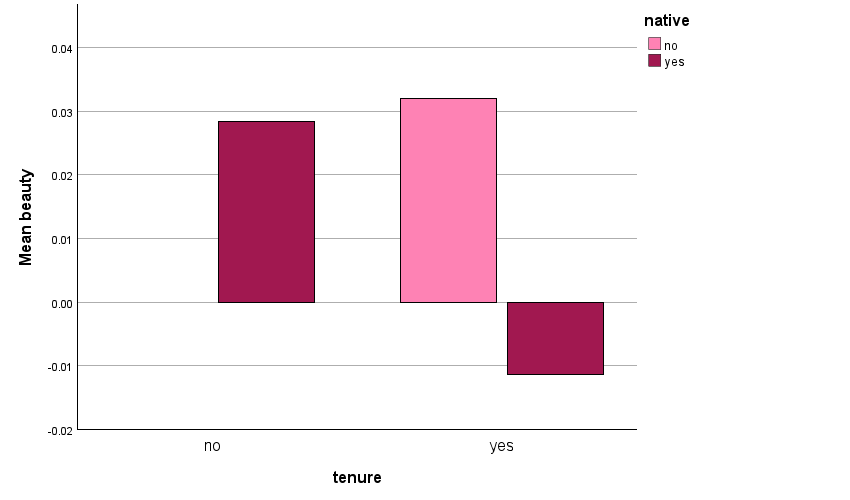 native
no
yes
0.04
0.03
0.02
0.01
0.00
-0.01
-0.02
Mean beauty
no yes
tenure